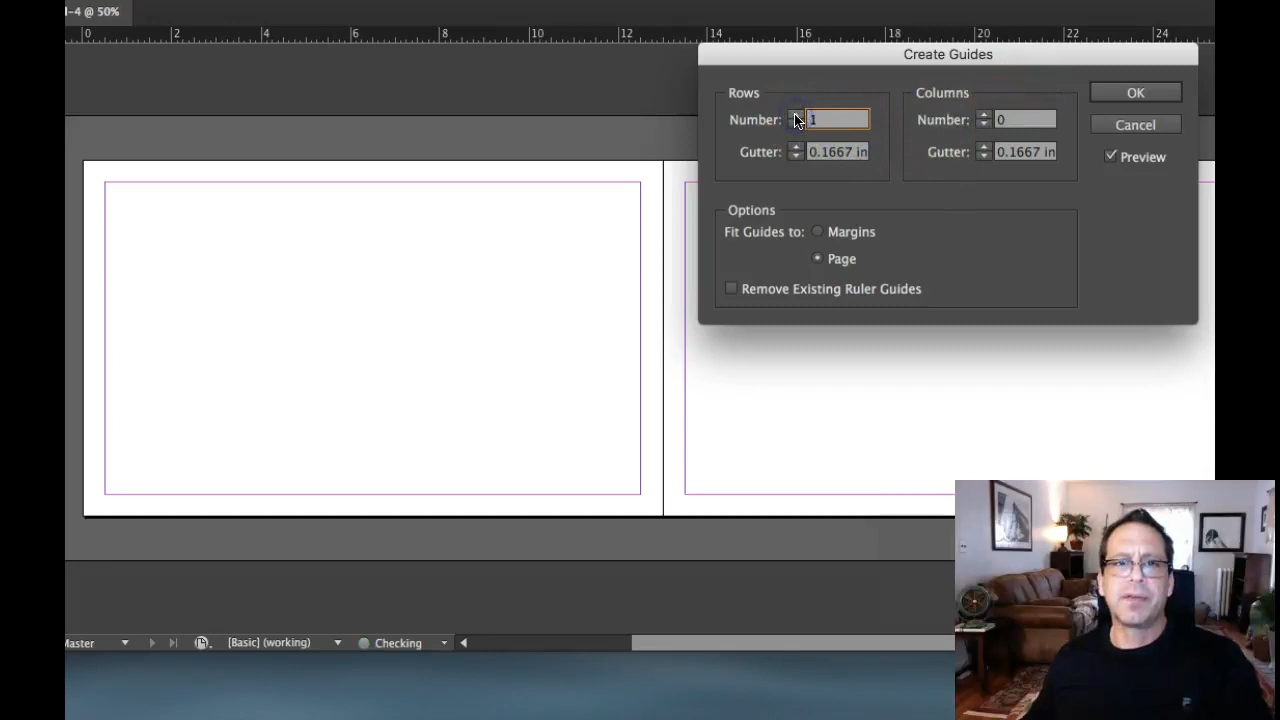 -4 @ 50%
0 2 4 6 8 10 12 14 16 18 20 22 24
Create Guides
Rows
Number: 1
Gutter: 0.1667 in
Columns
Number: 0
Gutter: 0.1667 in
OK
Cancel
Preview
Options
Fit Guides to: Margins
Page
Remove Existing Ruler Guides
Master [Basic] (working) Checking